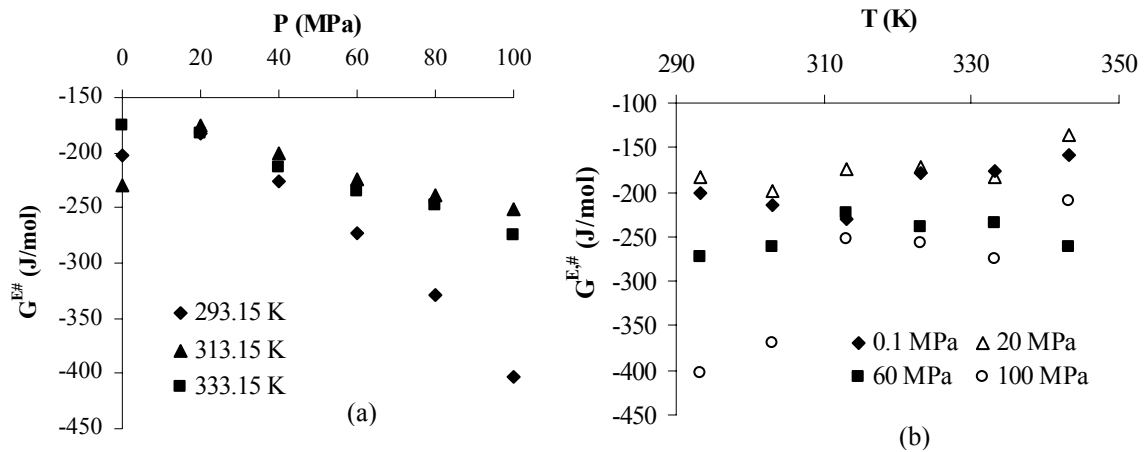 P (MPa)
0 20 40 60 80 100
-150
-200
-250
-300
-350
-400
-450
G^E# (J/mol)
293.15 K
313.15 K
333.15 K
(a)
T (K)
290 310 330 350
-100
-150
-200
-250
-300
-350
-400
-450
G^E,# (J/mol)
0.1 MPa 20 MPa
60 MPa 100 MPa
(b)